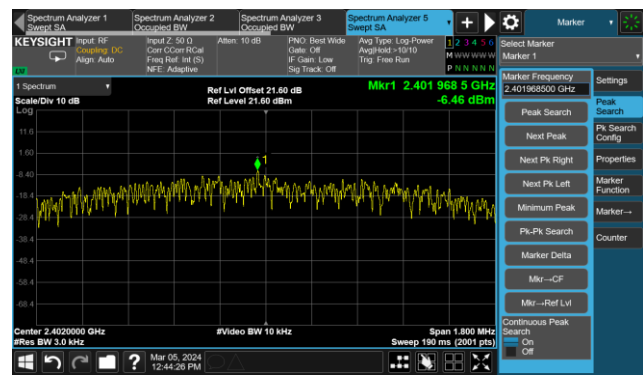 Spectrum Analyzer 1
Swept SA
Spectrum Analyzer 2
Occupied BW
Spectrum Analyzer 3
Occupied BW
Spectrum Analyzer 5
Swept SA
Marker
KEYSIGHT
Input: RF
Coupling: DC
Align: Auto
Input Z: 50 Ω
Corr CCorr RCal
Freq Ref: Int (S)
NFE: Adaptive
Atten: 10 dB
PNO: Best Wide
Gate: Off
IF Gain: Low
Sig Track: Off
Avg Type: Log-Power
Avg|Hold >10/10
Trig: Free Run
1 2 3 4 5 6
M W W W W W
P N N N N N
Select Marker
Marker 1
LW
1 Spectrum
Scale/Div 10 dB
Log
Ref Lvl Offset 21.60 dB
Ref Level 21.60 dBm
Mkr1 2.401 968 5 GHz
-6.46 dBm
11.6
1.60
-8.40
-18.4
-28.4
-38.4
-48.4
-58.4
-68.4
1
Center 2.4020000 GHz
#Res BW 3.0 kHz
#Video BW 10 kHz
Span 1.800 MHz
Sweep 190 ms (2001 pts)
Marker Frequency
2.401968500 GHz
Peak Search
Next Peak
Next Pk Right
Next Pk Left
Minimum Peak
Pk-Pk Search
Marker Delta
Mkr→CF
Mkr→Ref Lvl
Continuous Peak
Search
On
Off
Settings
Peak
Search
Pk Search
Config
Properties
Marker
Function
Marker→
Counter
?
Mar 05, 2024
12:44:26 PM